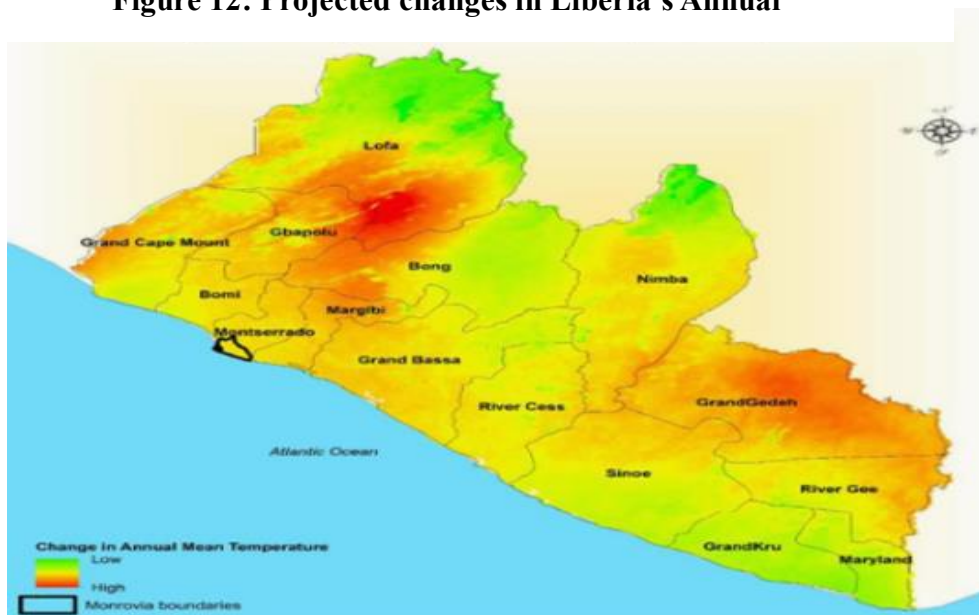 Figure 12: Projected changes in Liberia's Annual
Lofa
Gbapolu
Grand Cape Mount
Bong
Nimba
Bomi
Margibi
Montserrado
Grand Bassa
GrandGedeh
River Cess
Atlantic Ocean
Sinoe
River Gee
GrandKru
Maryland
Change in Annual Mean Temperature
Low
High
Monrovia boundaries